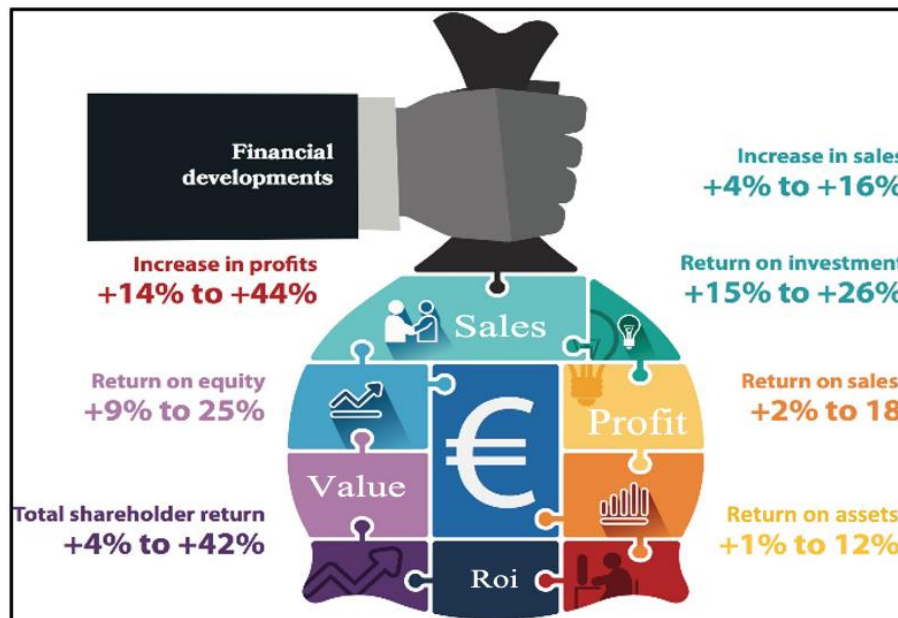 Financial
developments
Increase in sales
+4% to +16%
Increase in profits
+14% to +44%
Return on investment
+15% to +26%
Sales
Return on equity
+9% to 25%
Return on sales
+2% to 18
€
Profit
Value
Total shareholder return
+4% to +42%
Return on assets
+1% to 12%
Roi